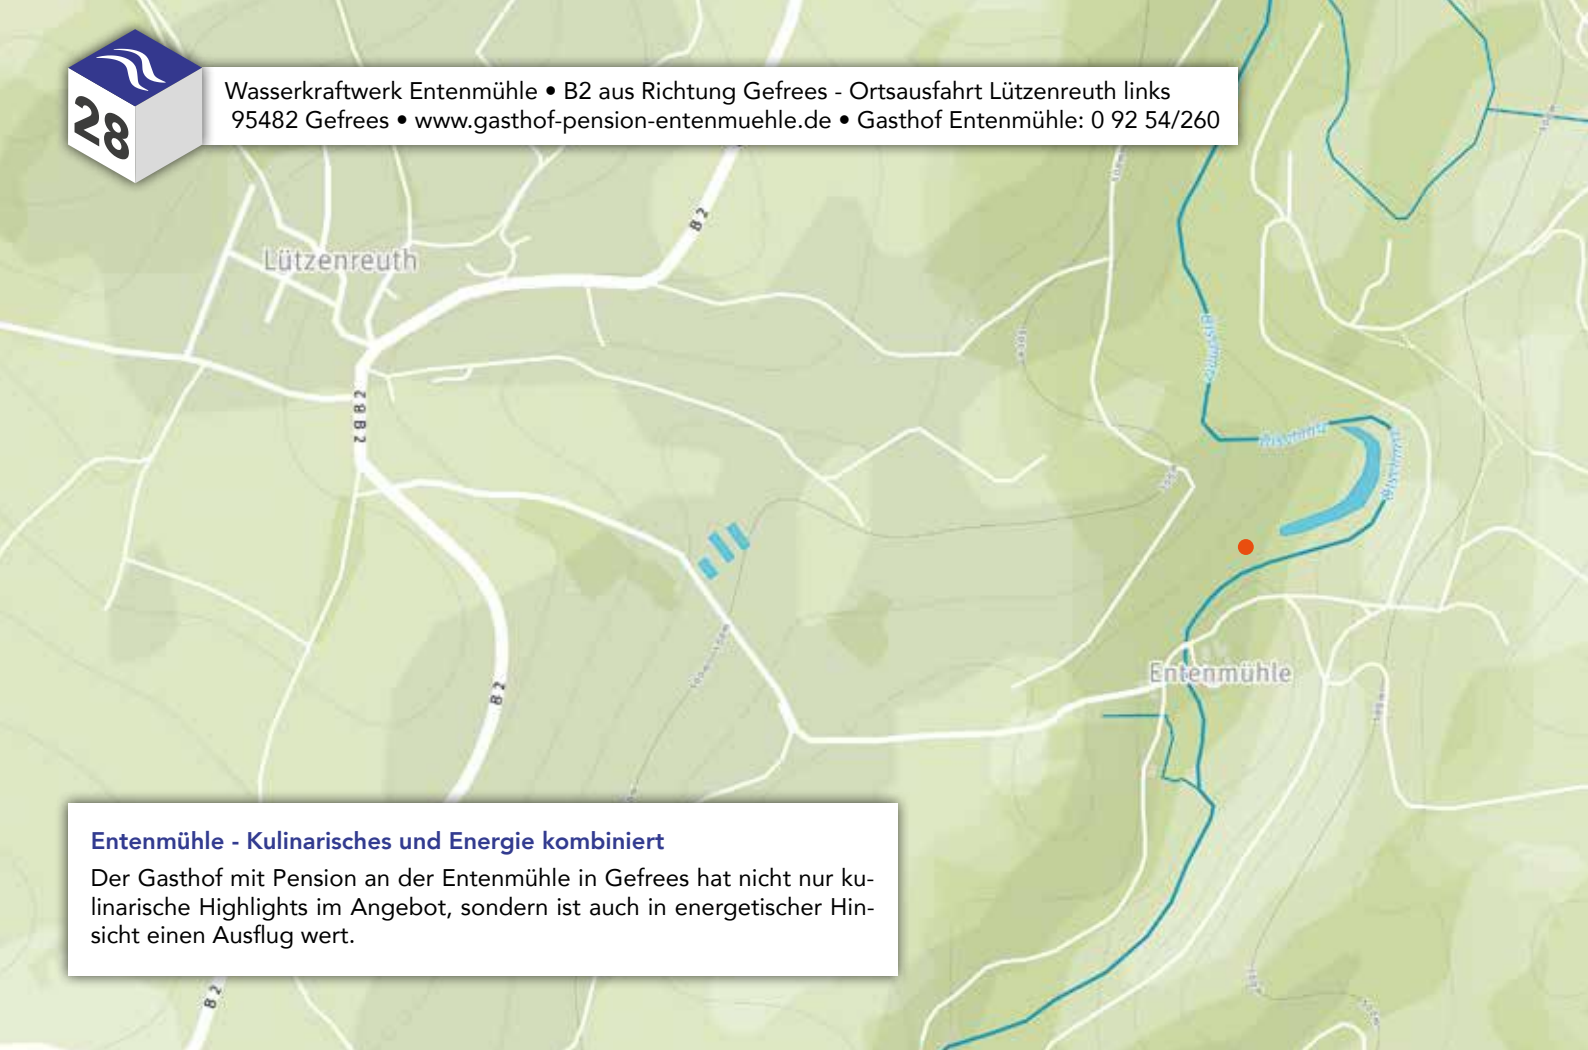 28
Wasserkraftwerk Entenmühle • B2 aus Richtung Gefrees - Ortsausfahrt Lützenreuth links
95482 Gefrees • www.gasthof-pension-entenmuehle.de • Gasthof Entenmühle: 0 92 54/260
B 2
Lützenreuth
B 2
B 2
B 2
Entenmühle
Entenmühle - Kulinarisches und Energie kombiniert
Der Gasthof mit Pension an der Entenmühle in Gefrees hat nicht nur ku-
linarische Highlights im Angebot, sondern ist auch in energetischer Hin-
sicht einen Ausflug wert.
B 2